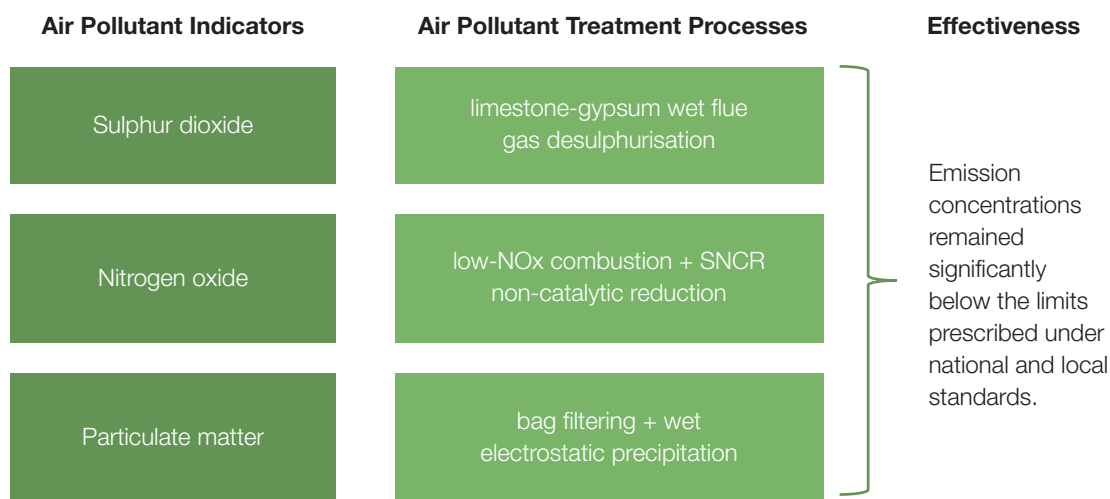 Air Pollutant Indicators
Air Pollutant Treatment Processes
Effectiveness
Sulphur dioxide
limestone-gypsum wet flue
gas desulphurisation
Nitrogen oxide
low-NOx combustion + SNCR
non-catalytic reduction
Particulate matter
bag filtering + wet
electrostatic precipitation
Emission
concentrations
remained
significantly
below the limits
prescribed under
national and local
standards.